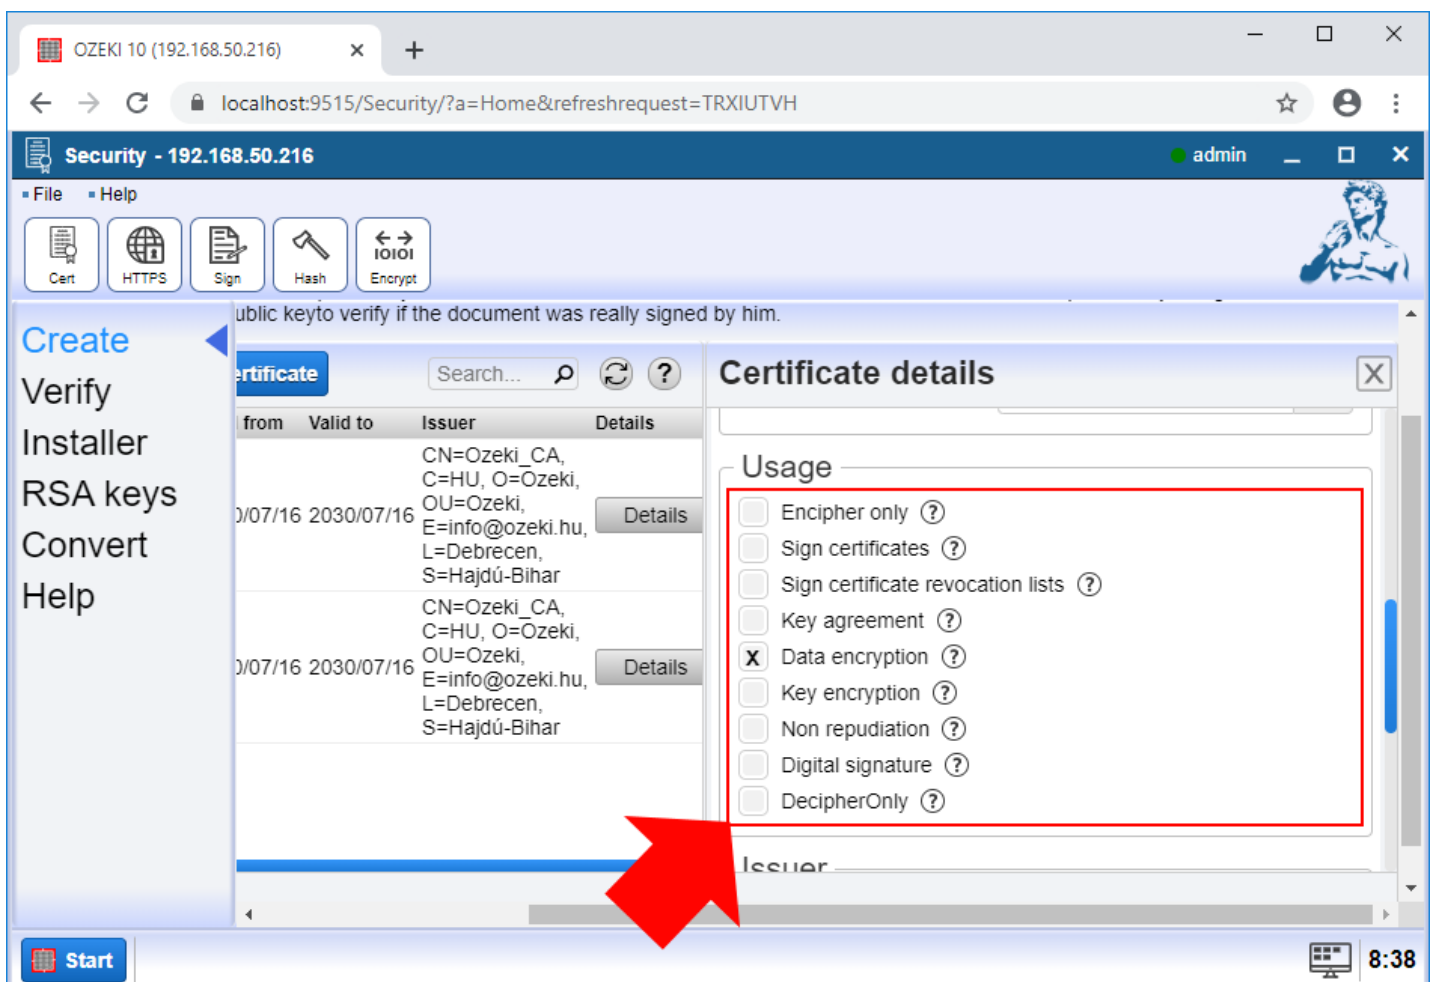 OZEKI 10 (192.168.50.216)
localhost:9515/Security/?a=Home&refreshrequest=TRXIUTVH
Security - 192.168.50.216
admin
File
Help
Cert
HTTPS
Sign
Hash
Encrypt
Create
Verify
Installer
RSA keys
Convert
Help
ublic keyto verify if the document was really signed by him.
ertificate
Search...
from Valid to Issuer Details
CN=Ozeki_CA,
C=HU, O=Ozeki,
0/07/16 2030/07/16 OU=Ozeki, Details
E=info@ozeki.hu,
L=Debrecen,
S=Hajdú-Bihar
CN=Ozeki_CA,
C=HU, O=Ozeki,
0/07/16 2030/07/16 OU=Ozeki, Details
E=info@ozeki.hu,
L=Debrecen,
S=Hajdú-Bihar
Certificate details
Usage
Encipher only ?
Sign certificates ?
Sign certificate revocation lists ?
Key agreement ?
X Data encryption ?
Key encryption ?
Non repudiation ?
Digital signature ?
DecipherOnly ?
Issuer
Start
8:38